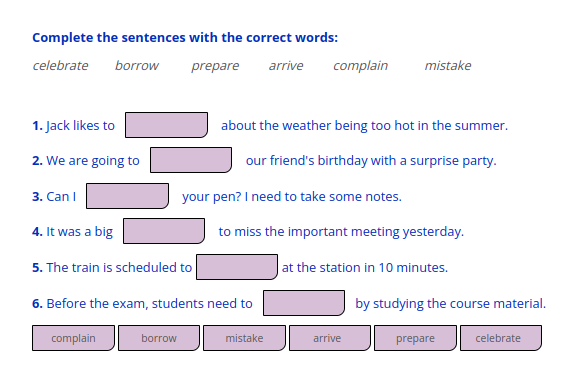 Complete the sentences with the correct words:
celebrate borrow prepare arrive complain mistake
1. Jack likes to about the weather being too hot in the summer.
2. We are going to our friend's birthday with a surprise party.
3. Can I your pen? I need to take some notes.
4. It was a big to miss the important meeting yesterday.
5. The train is scheduled to at the station in 10 minutes.
6. Before the exam, students need to by studying the course material.
complain borrow mistake arrive prepare celebrate